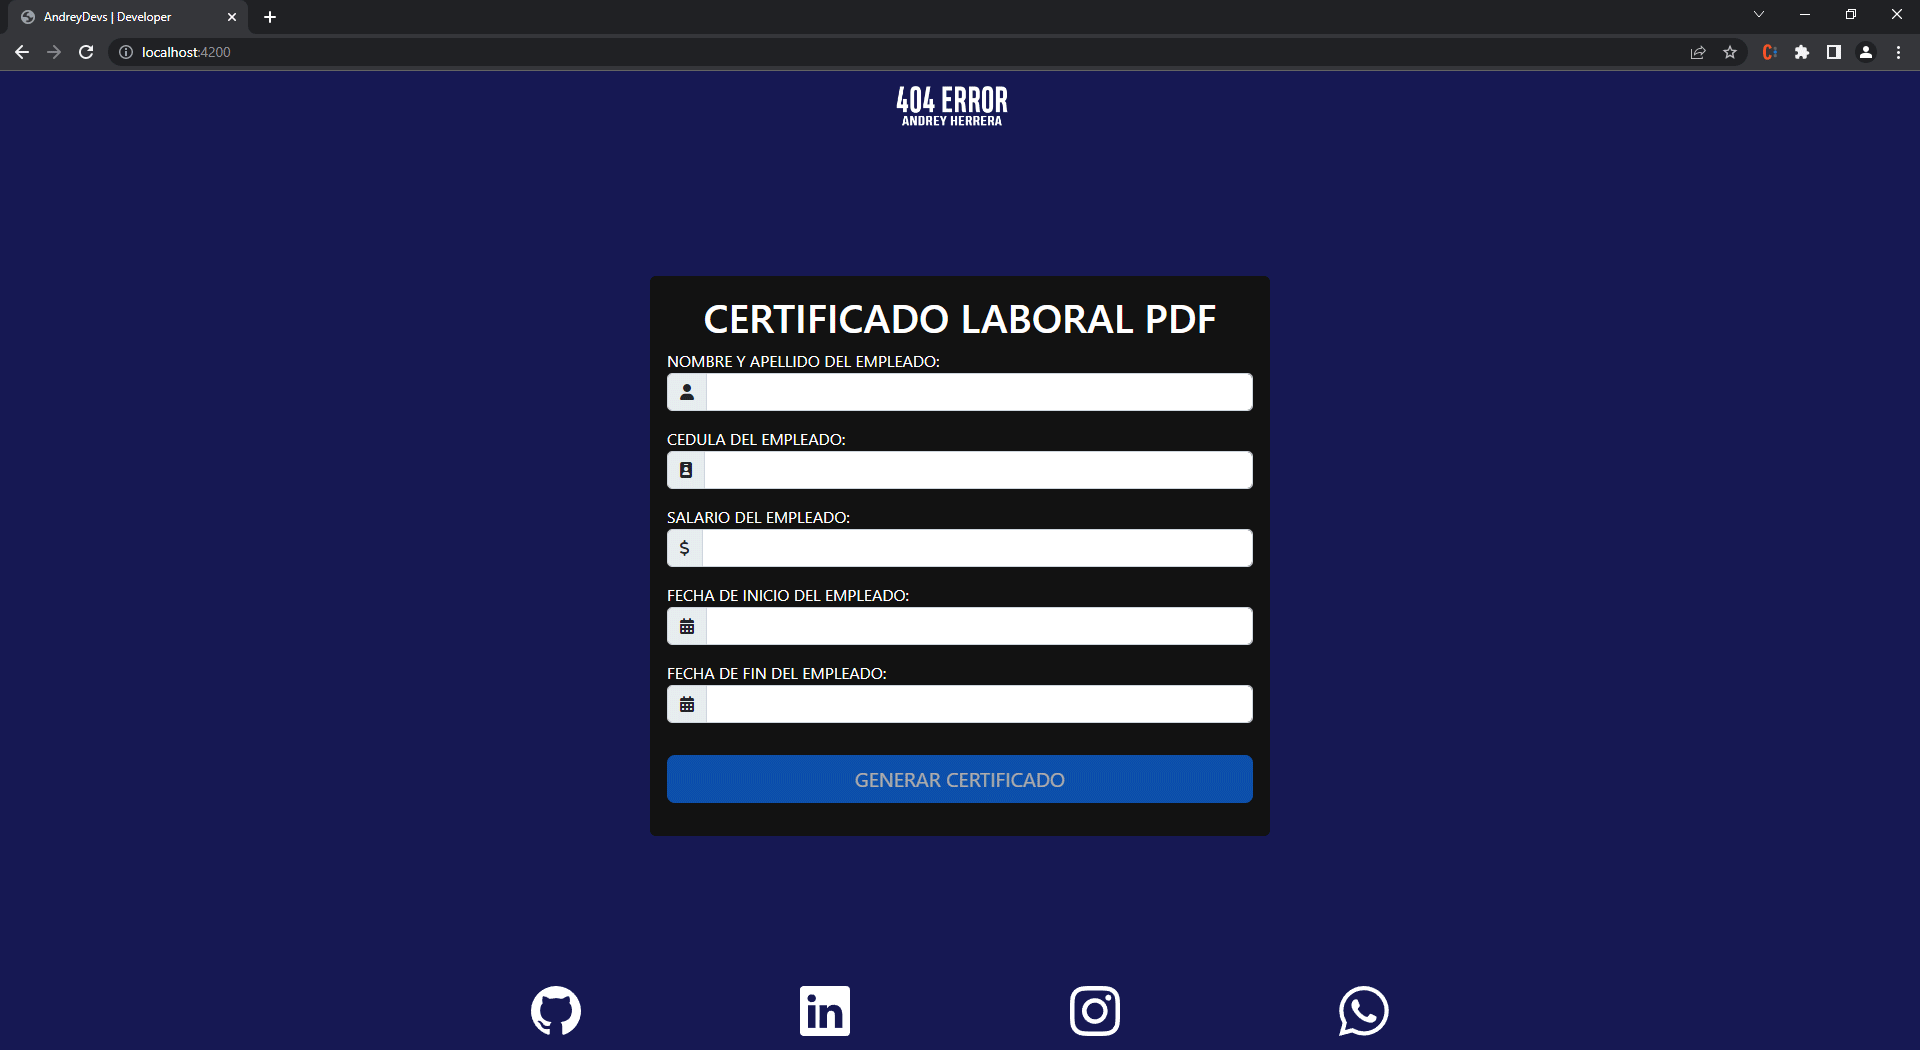 AndreyDevs | Developer
localhost:4200
404 ERROR
ANDREY HERRERA
CERTIFICADO LABORAL PDF
NOMBRE Y APELLIDO DEL EMPLEADO:
CEDULA DEL EMPLEADO:
SALARIO DEL EMPLEADO:
$
FECHA DE INICIO DEL EMPLEADO:
FECHA DE FIN DEL EMPLEADO:
GENERAR CERTIFICADO
in